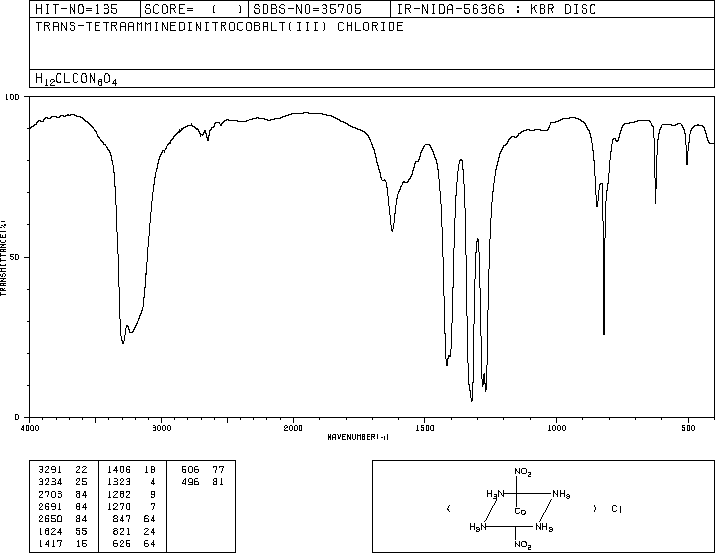 HIT-NO=135 SCORE= ( ) SDBS-NO=35705 IR-NIDA-56366 : KBR DISC
TRANS-TETRAAMMINEDINITROCOBALT(III) CHLORIDE
H12CLCON6O4
100
50
0
TRANSMITTANCE(%)
4000 3000 2000 1500 1000 500
WAVENUMBER(-1)
3291 22 1406 18 506 77
3234 25 1323 4 496 81
2703 84 1282 9
2691 84 1270 7
2650 84 847 64
1624 55 821 24
1417 16 626 64
NO2
H3N NH3
( Co ) Cl
H3N NH3
NO2